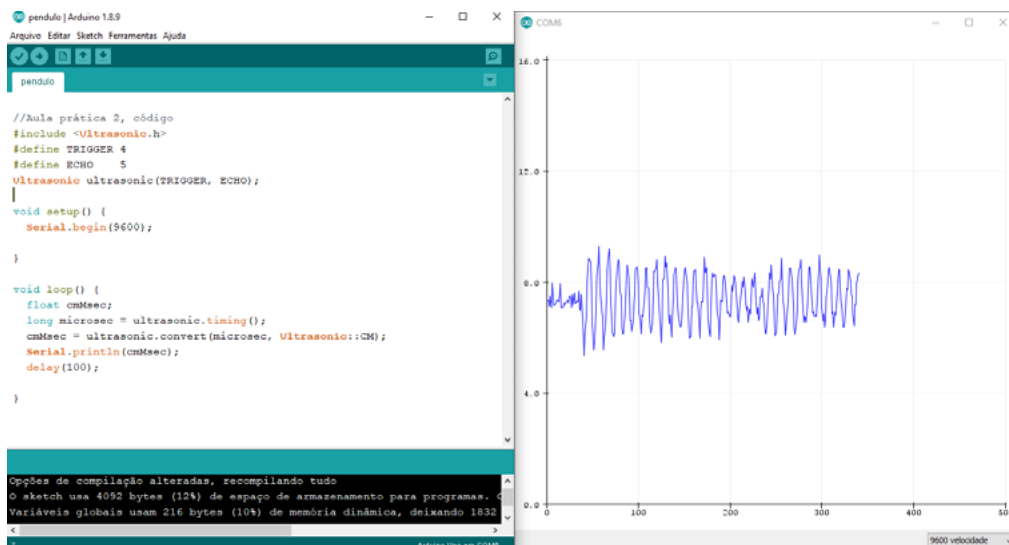 pendulo | Arduino 1.8.9
Arquivo Editar Sketch Ferramentas Ajuda
pendulo
//Aula prática 2, código
#include <Ultrasonic.h>
#define TRIGGER 4
#define ECHO    5
Ultrasonic ultrasonic(TRIGGER, ECHO);
void setup() {
  Serial.begin(9600);
}
void loop() {
  float cmMsec;
  long microsec = ultrasonic.timing();
  cmMsec = ultrasonic.convert(microsec, Ultrasonic::CM);
  Serial.println(cmMsec);
  delay(100);
}
Opções de compilação alteradas, recompilando tudo
O sketch usa 4092 bytes (12%) de espaço de armazenamento para programas.
Variáveis globais usam 216 bytes (10%) de memória dinâmica, deixando 1832
COM6
16.0
12.0
8.0
4.0
0.0
0 100 200 300 400 50
9600 velocidade